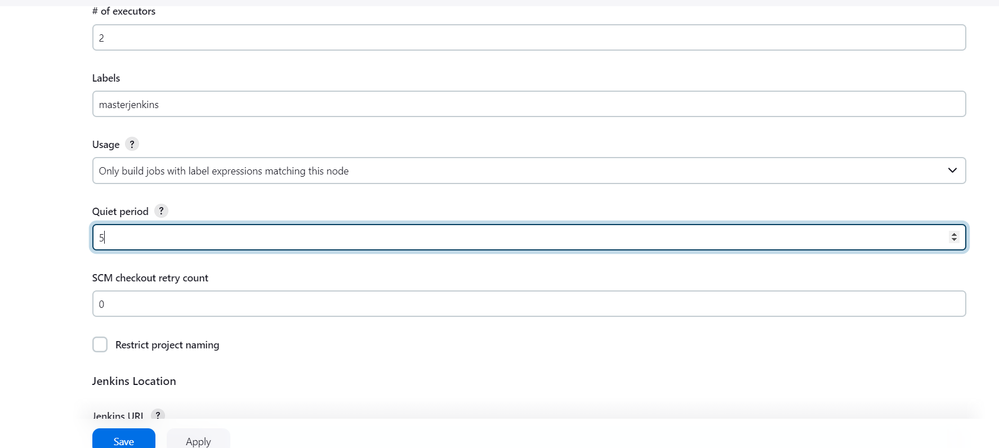 # of executors
2
Labels
masterjenkins
Usage ?
Only build jobs with label expressions matching this node
Quiet period ?
5
SCM checkout retry count
0
Restrict project naming
Jenkins Location
Jenkins URL ?
Save
Apply